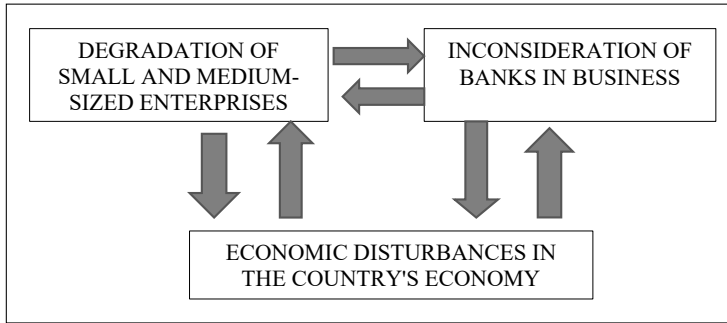 DEGRADATION OF
SMALL AND MEDIUM-
SIZED ENTERPRISES
INCONSIDERATION OF
BANKS IN BUSINESS
ECONOMIC DISTURBANCES IN
THE COUNTRY'S ECONOMY